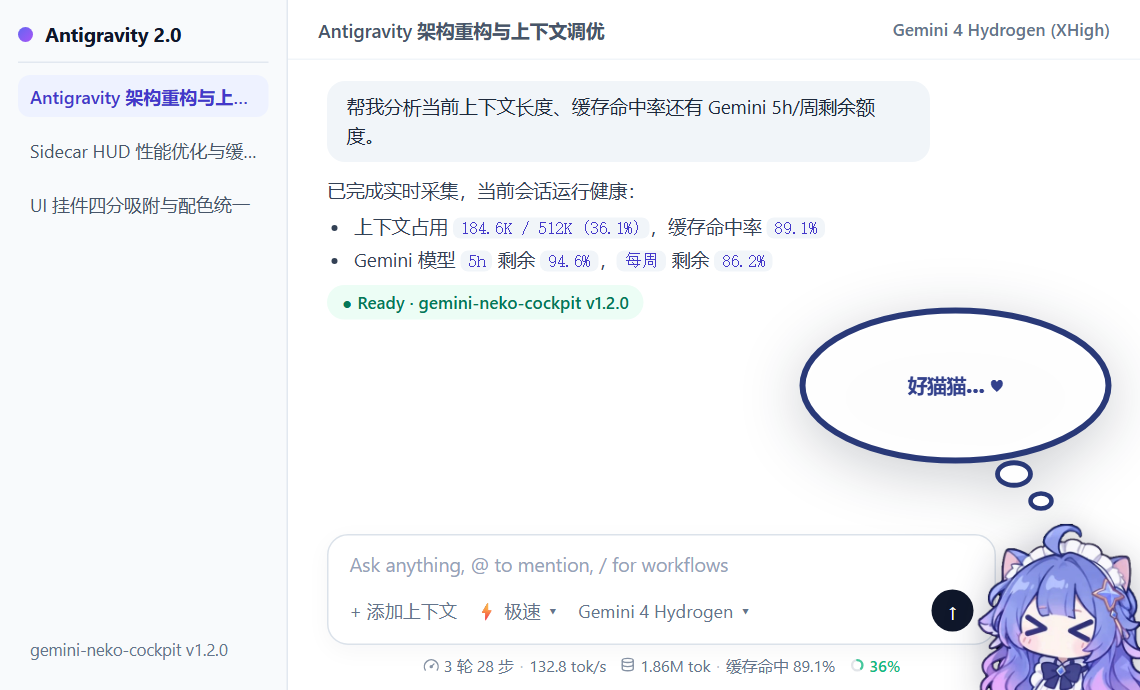 Antigravity 2.0
Antigravity 架构重构与上...
Sidecar HUD 性能优化与缓...
UI 挂件四分吸附与配色统一
gemini-neko-cockpit v1.2.0
Antigravity 架构重构与上下文调优
Gemini 4 Hydrogen (XHigh)
帮我分析当前上下文长度、缓存命中率还有 Gemini 5h/周剩余额
度。
已完成实时采集，当前会话运行健康：
• 上下文占用 184.6K / 512K (36.1%) ，缓存命中率 89.1%
• Gemini 模型 5h 剩余 94.6% ，每周 剩余 86.2%
● Ready · gemini-neko-cockpit v1.2.0
好猫猫... ♥
Ask anything, @ to mention, / for workflows
+ 添加上下文 极速 ▾ Gemini 4 Hydrogen ▾ ↑
3 轮 28 步 · 132.8 tok/s 1.86M tok · 缓存命中 89.1% 36%